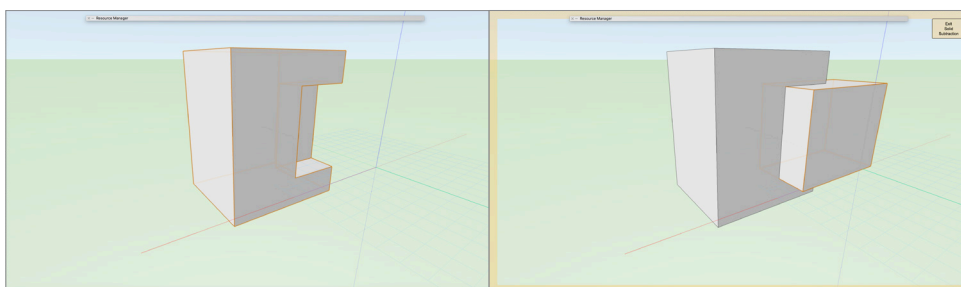 Resource Manager
Resource Manager
Exit
Solid
Subtraction